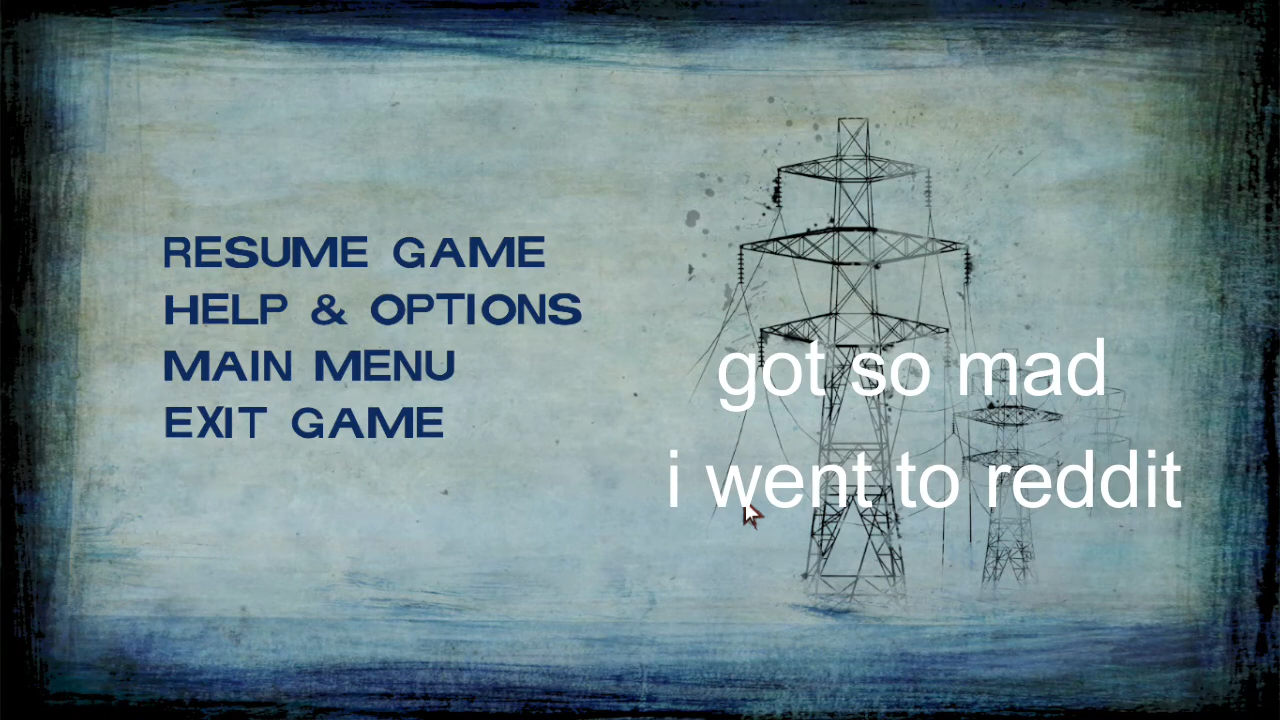 RESUME GAME
HELP & OPTIONS
MAIN MENU
EXIT GAME
got so mad
i went to reddit